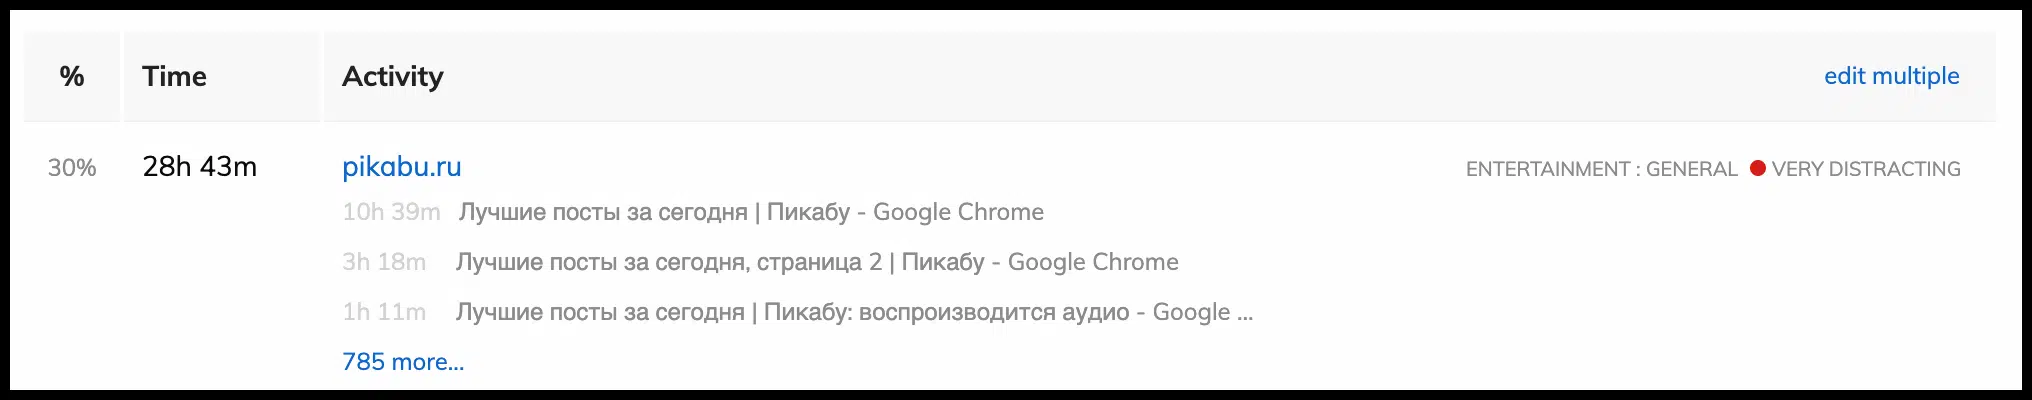 % Time Activity edit multiple
30% 28h 43m pikabu.ru ENTERTAINMENT : GENERAL VERY DISTRACTING
10h 39m Лучшие посты за сегодня | Пикабу - Google Chrome
3h 18m Лучшие посты за сегодня, страница 2 | Пикабу - Google Chrome
1h 11m Лучшие посты за сегодня | Пикабу: воспроизводится аудио - Google ...
785 more...